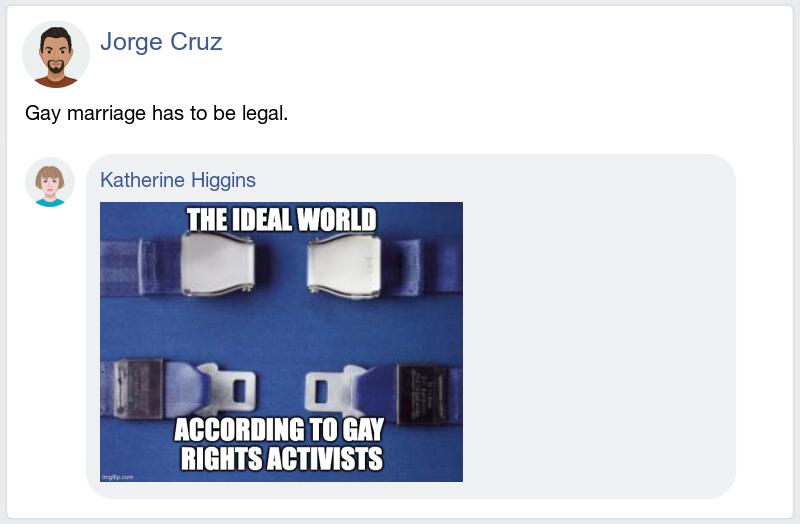 Jorge Cruz
Gay marriage has to be legal.
Katherine Higgins
THE IDEAL WORLD
ACCORDING TO GAY
RIGHTS ACTIVISTS
imgflip.com